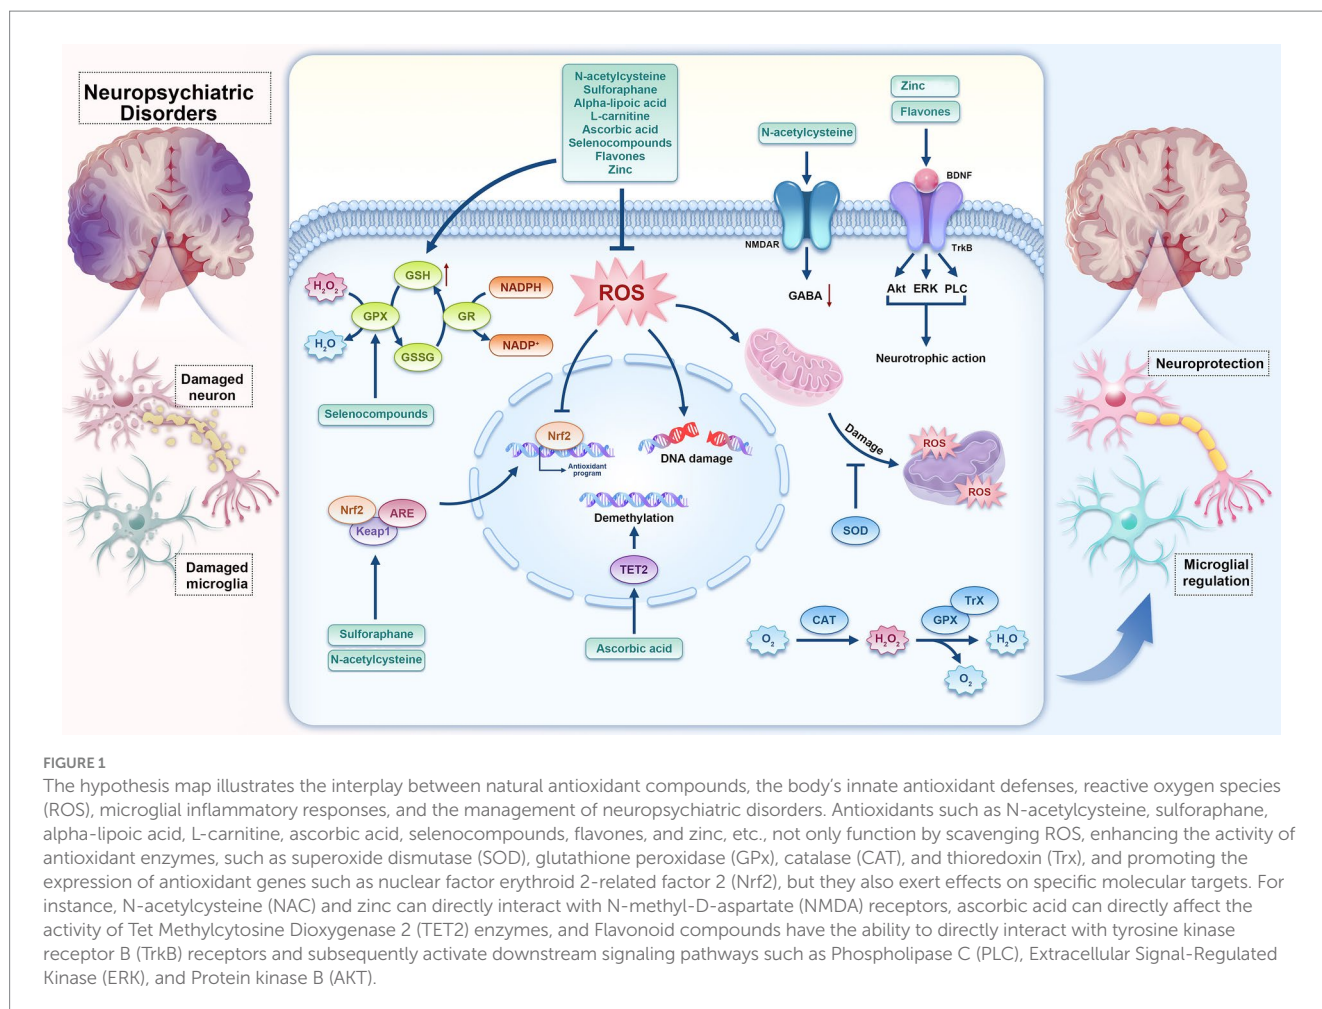 Neuropsychiatric
Disorders
N-acetylcysteine
Sulforaphane
Alpha-lipoic acid
L-carnitine
Ascorbic acid
Selenocompounds
Flavones
Zinc
N-acetylcysteine
Zinc
Flavones
BDNF
NMDAR
TrkB
GABA
Akt ERK PLC
Neurotrophic action
GSH
H₂O₂
NADPH
GPX
GR
H₂O
NADP⁺
GSSG
Selenocompounds
ROS
Nrf2
Antioxidant
program
DNA damage
Demethylation
TET2
Ascorbic acid
Nrf2
ARE
Keap1
Sulforaphane
N-acetylcysteine
Damage
ROS
ROS
SOD
O₂
CAT
H₂O₂
TrX
GPX
H₂O
O₂
Damaged
neuron
Damaged
microglia
Neuroprotection
Microglial
regulation
FIGURE 1
The hypothesis map illustrates the interplay between natural antioxidant compounds, the body’s innate antioxidant defenses, reactive oxygen species
(ROS), microglial inflammatory responses, and the management of neuropsychiatric disorders. Antioxidants such as N-acetylcysteine, sulforaphane,
alpha-lipoic acid, L-carnitine, ascorbic acid, selenocompounds, flavones, and zinc, etc., not only function by scavenging ROS, enhancing the activity of
antioxidant enzymes, such as superoxide dismutase (SOD), glutathione peroxidase (GPx), catalase (CAT), and thioredoxin (Trx), and promoting the
expression of antioxidant genes such as nuclear factor erythroid 2-related factor 2 (Nrf2), but they also exert effects on specific molecular targets. For
instance, N-acetylcysteine (NAC) and zinc can directly interact with N-methyl-D-aspartate (NMDA) receptors, ascorbic acid can directly affect the
activity of Tet Methylcytosine Dioxygenase 2 (TET2) enzymes, and Flavonoid compounds have the ability to directly interact with tyrosine kinase
receptor B (TrkB) receptors and subsequently activate downstream signaling pathways such as Phospholipase C (PLC), Extracellular Signal-Regulated
Kinase (ERK), and Protein kinase B (AKT).